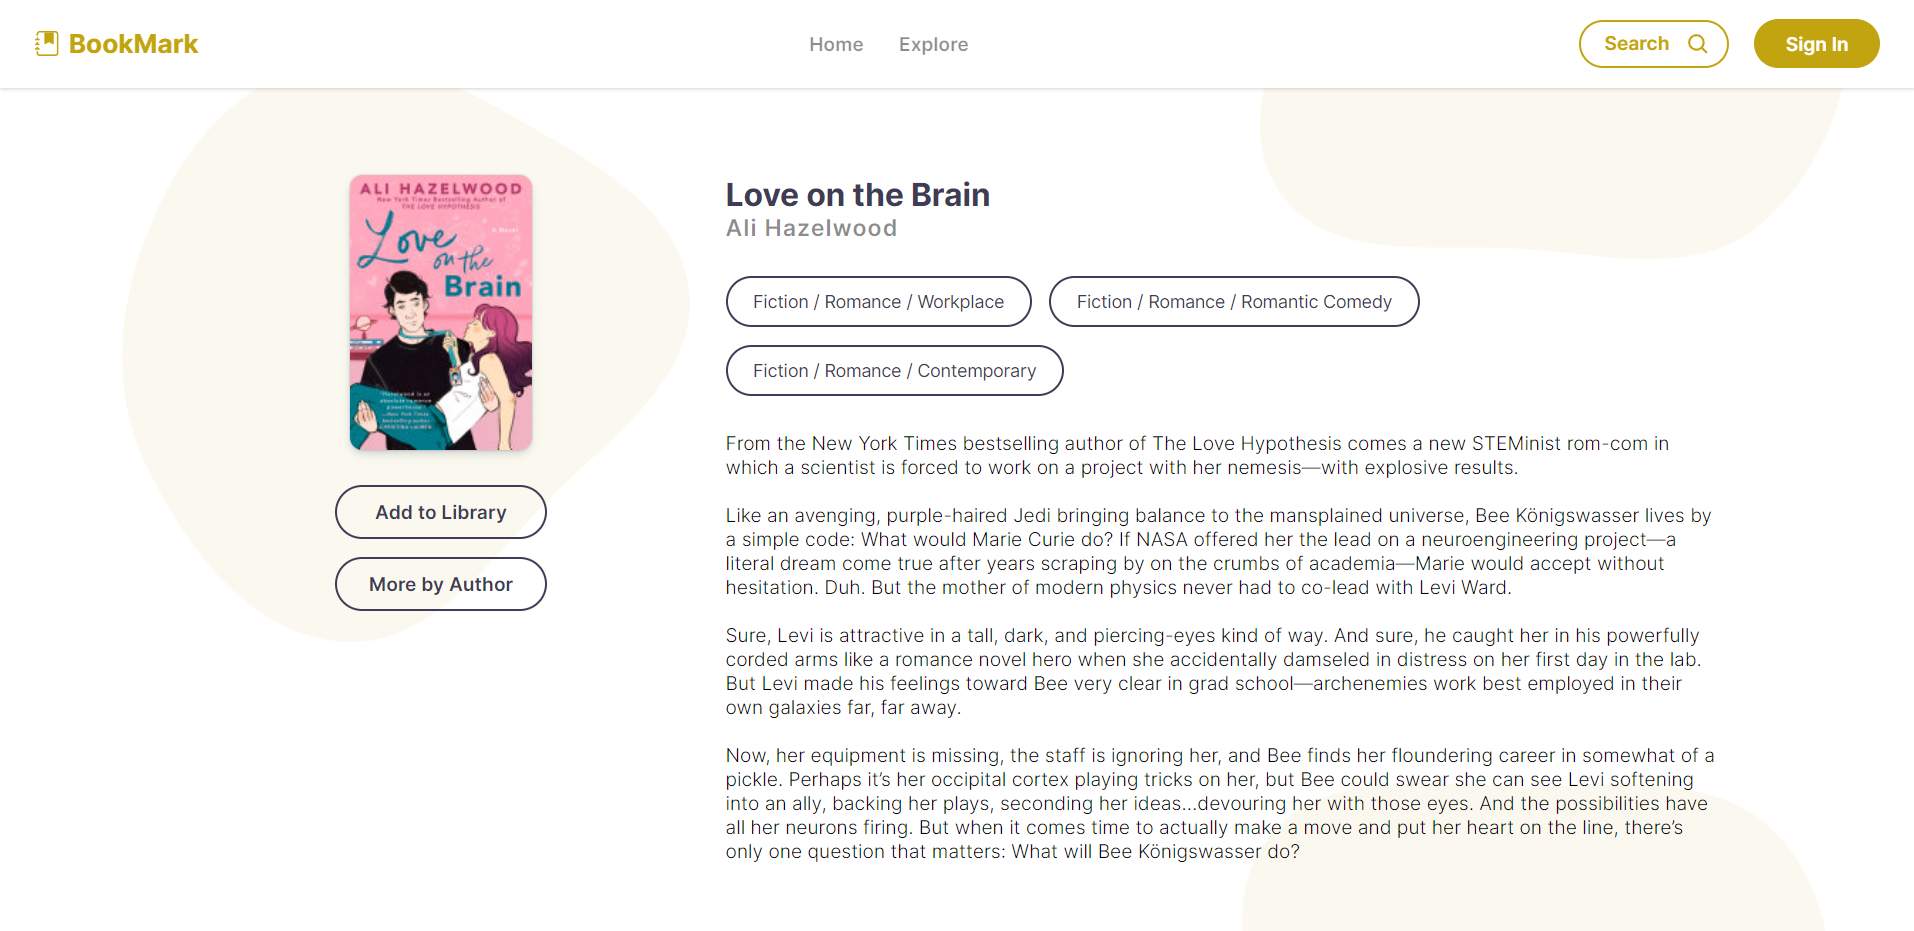 BookMark
Home
Explore
Search
Sign In
ALI HAZELWOOD
New York Times Bestselling Author of
THE LOVE HYPOTHESIS
Love
A Novel
on the
Brain
"Hazelwood is an
absolute romance
powerhouse."
—New York Times
bestselling author
CHRISTINA LAUREN
Add to Library
More by Author
Love on the Brain
Ali Hazelwood
Fiction / Romance / Workplace
Fiction / Romance / Romantic Comedy
Fiction / Romance / Contemporary
From the New York Times bestselling author of The Love Hypothesis comes a new STEMinist rom-com in
which a scientist is forced to work on a project with her nemesis—with explosive results.
Like an avenging, purple-haired Jedi bringing balance to the mansplained universe, Bee Königswasser lives by
a simple code: What would Marie Curie do? If NASA offered her the lead on a neuroengineering project—a
literal dream come true after years scraping by on the crumbs of academia—Marie would accept without
hesitation. Duh. But the mother of modern physics never had to co-lead with Levi Ward.
Sure, Levi is attractive in a tall, dark, and piercing-eyes kind of way. And sure, he caught her in his powerfully
corded arms like a romance novel hero when she accidentally damseled in distress on her first day in the lab.
But Levi made his feelings toward Bee very clear in grad school—archenemies work best employed in their
own galaxies far, far away.
Now, her equipment is missing, the staff is ignoring her, and Bee finds her floundering career in somewhat of a
pickle. Perhaps it’s her occipital cortex playing tricks on her, but Bee could swear she can see Levi softening
into an ally, backing her plays, seconding her ideas…devouring her with those eyes. And the possibilities have
all her neurons firing. But when it comes time to actually make a move and put her heart on the line, there’s
only one question that matters: What will Bee Königswasser do?